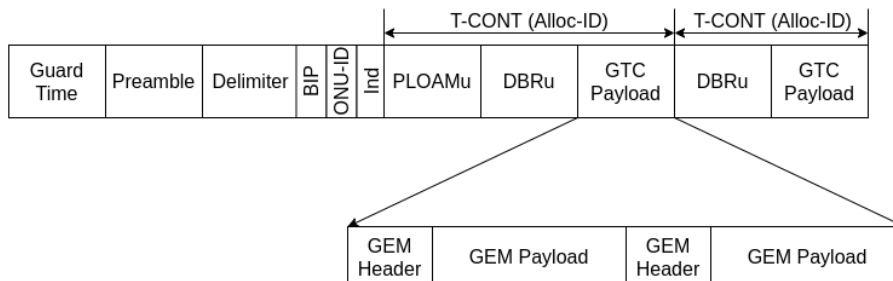 T-CONT (Alloc-ID)
T-CONT (Alloc-ID)
Guard
Time
Preamble
Delimiter
BIP
ONU-ID
Ind
PLOAMu
DBRu
GTC
Payload
DBRu
GTC
Payload
GEM
Header
GEM Payload
GEM
Header
GEM Payload